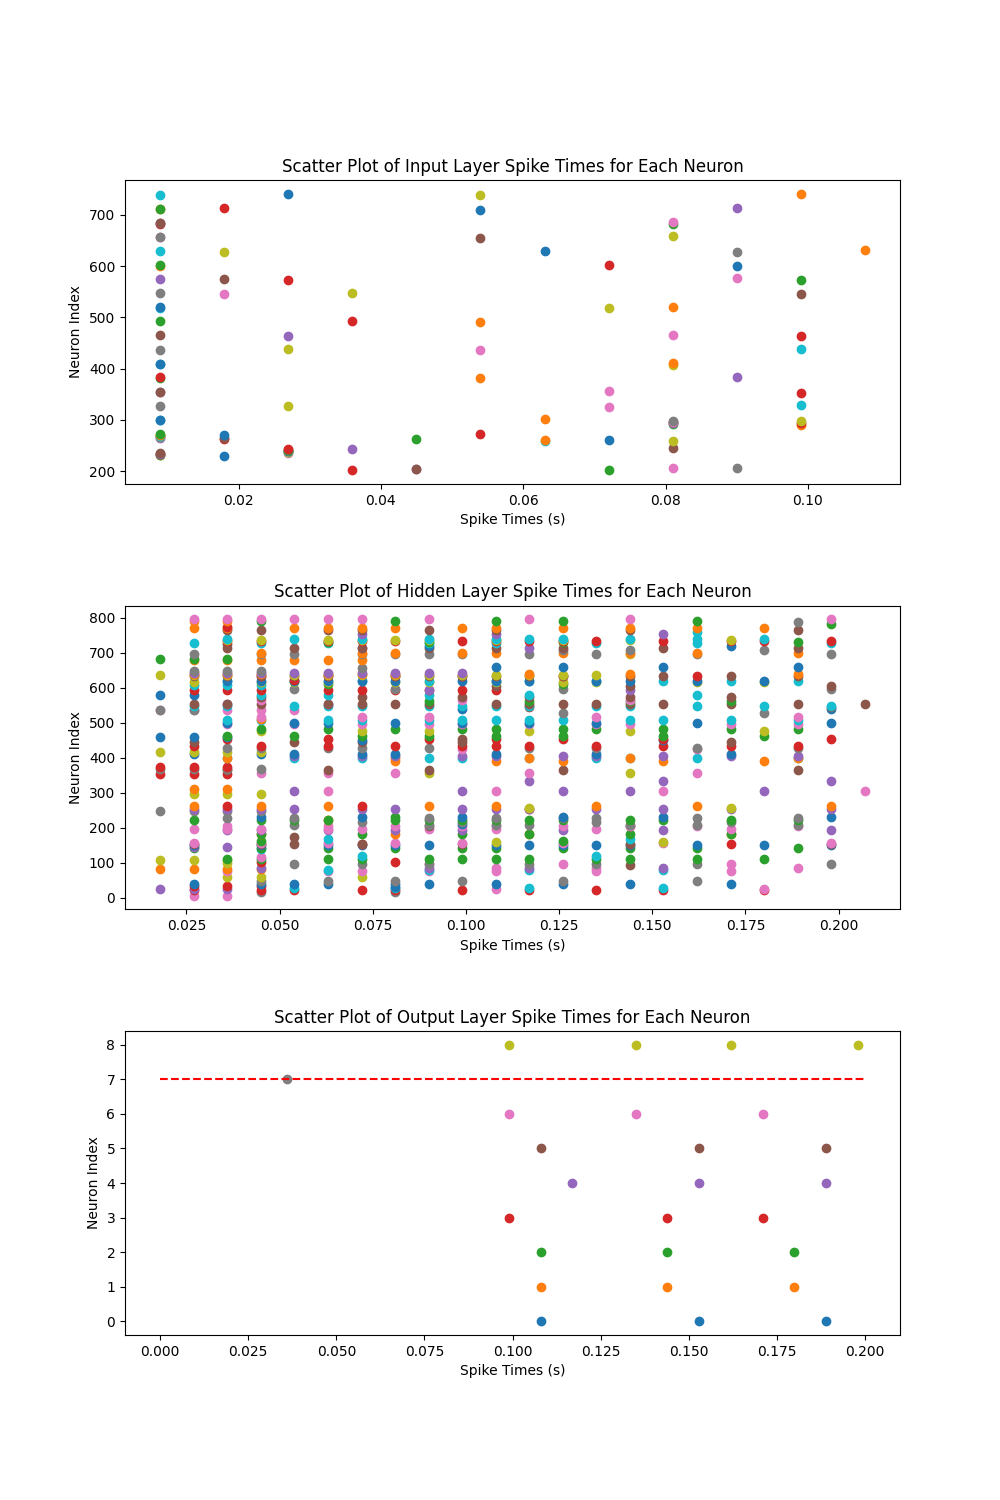 Scatter Plot of Input Layer Spike Times for Each Neuron
Neuron Index
700
600
500
400
300
200
0.02 0.04 0.06 0.08 0.10
Spike Times (s)
Scatter Plot of Hidden Layer Spike Times for Each Neuron
Neuron Index
800
700
600
500
400
300
200
100
0
0.025 0.050 0.075 0.100 0.125 0.150 0.175 0.200
Spike Times (s)
Scatter Plot of Output Layer Spike Times for Each Neuron
Neuron Index
8
7
6
5
4
3
2
1
0
0.000 0.025 0.050 0.075 0.100 0.125 0.150 0.175 0.200
Spike Times (s)